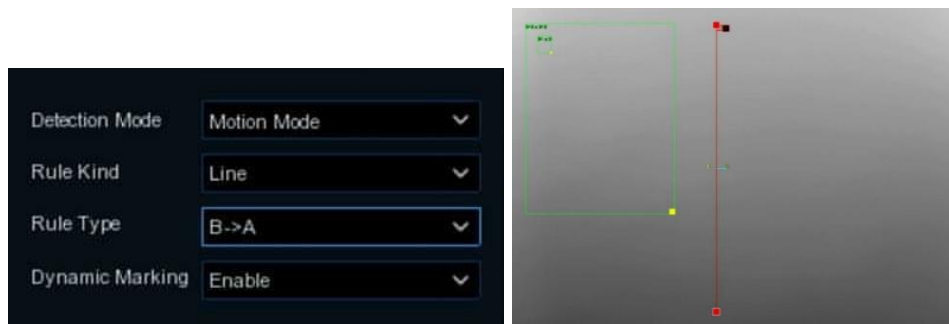 Detection Mode Motion Mode
Rule Kind Line
Rule Type B->A
Dynamic Marking Enable